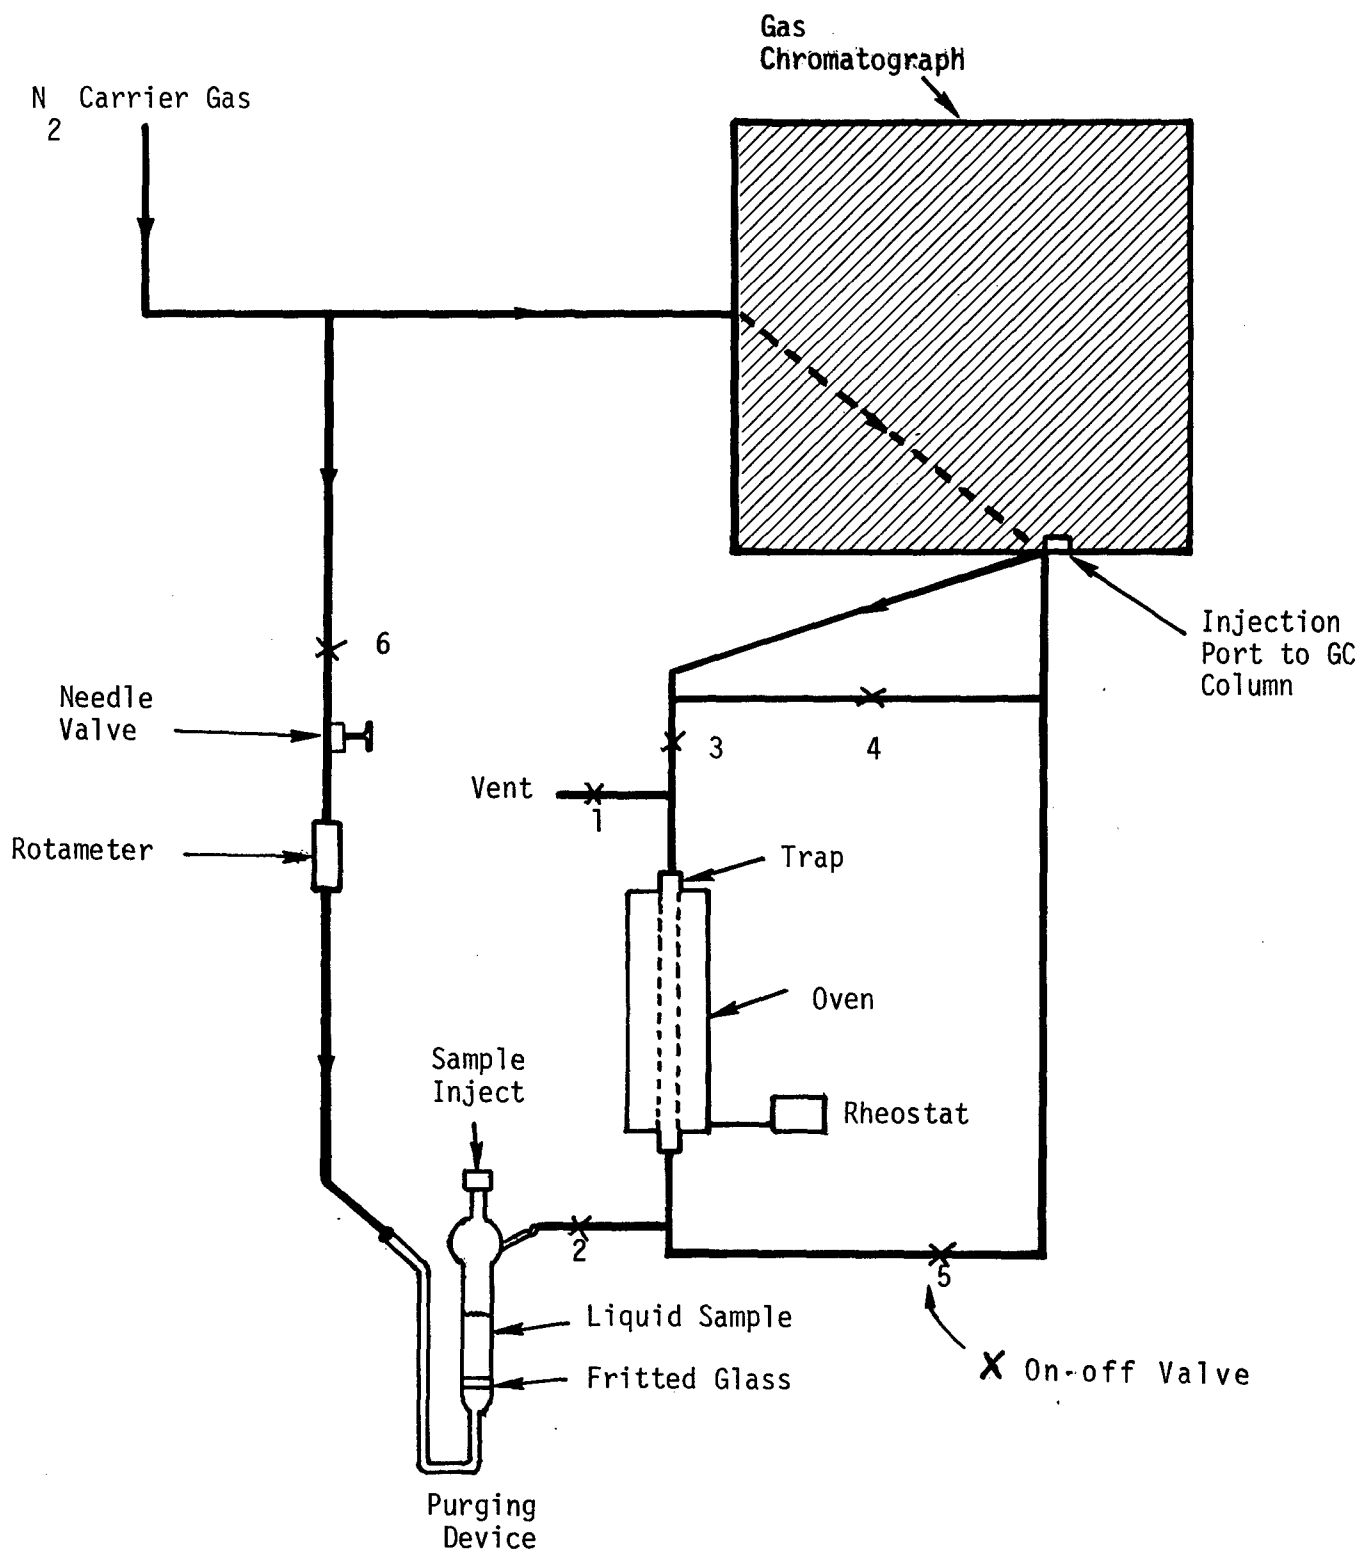 Gas
Chromatograph
N  Carrier Gas
2
Injection
Port to GC
Column
6
Needle
Valve
3
4
Vent
1
Rotameter
Trap
Oven
Sample
Inject
Rheostat
2
5
Liquid Sample
X On-off Valve
Fritted Glass
Purging
Device